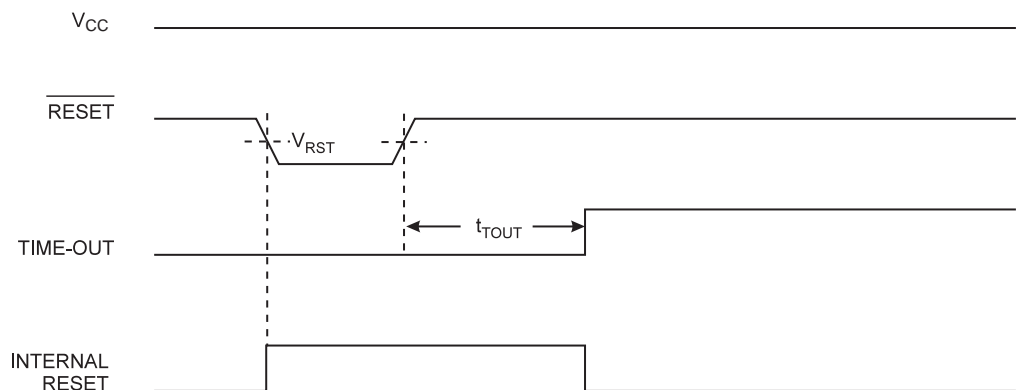 VCC
RESET
VRST
tTOUT
TIME-OUT
INTERNAL
RESET